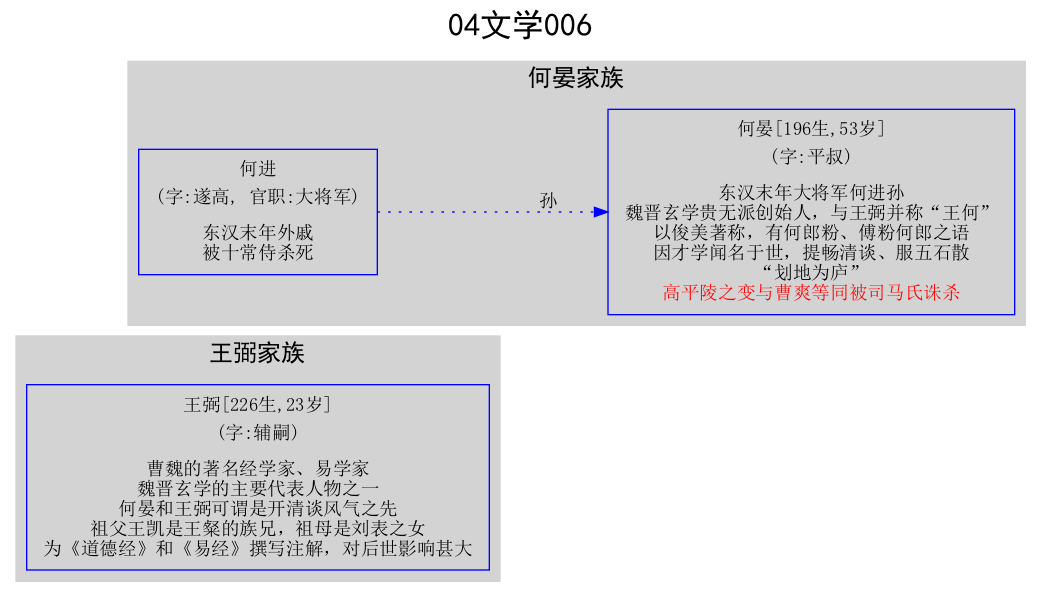 04文学006
何晏家族
何进
(字:遂高, 官职:大将军)
东汉末年外戚
被十常侍杀死
孙
何晏[196生,53岁]
(字:平叔)
东汉末年大将军何进孙
魏晋玄学贵无派创始人，与王弼并称“王何”
以俊美著称，有何郎粉、傅粉何郎之语
因才学闻名于世，提畅清谈、服五石散
“划地为庐”
高平陵之变与曹爽等同被司马氏诛杀
王弼家族
王弼[226生,23岁]
(字:辅嗣)
曹魏的著名经学家、易学家
魏晋玄学的主要代表人物之一
何晏和王弼可谓是开清谈风气之先
祖父王凯是王粲的族兄，祖母是刘表之女
为《道德经》和《易经》撰写注解，对后世影响甚大